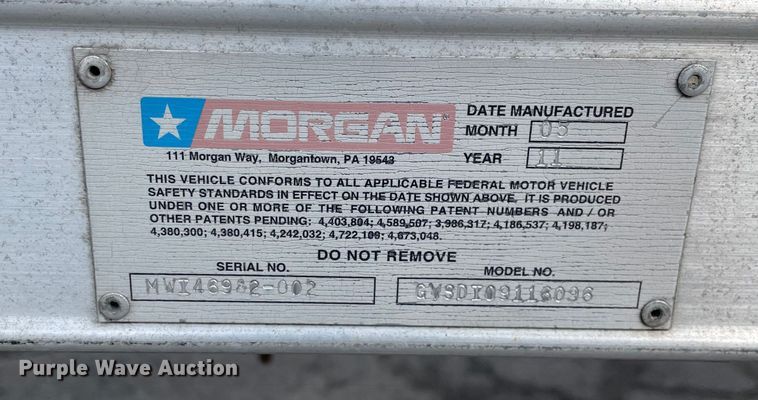 MORGAN®
111 Morgan Way, Morgantown, PA 19543
DATE MANUFACTURED
MONTH 05
YEAR 11
THIS VEHICLE CONFORMS TO ALL APPLICABLE FEDERAL MOTOR VEHICLE
SAFETY STANDARDS IN EFFECT ON THE DATE SHOWN ABOVE, IT IS PRODUCED
UNDER ONE OR MORE OF THE FOLLOWING PATENT NUMBERS AND / OR
OTHER PATENTS PENDING; 4,403,804; 4,589,507; 3,986,317; 4,186,537; 4,198,187;
4,380,300; 4,380,415; 4,242,032; 4,722,109; 4,673,048.
DO NOT REMOVE
SERIAL NO. MODEL NO.
MWI46982-002 GVSDI09116096
Purple Wave Auction